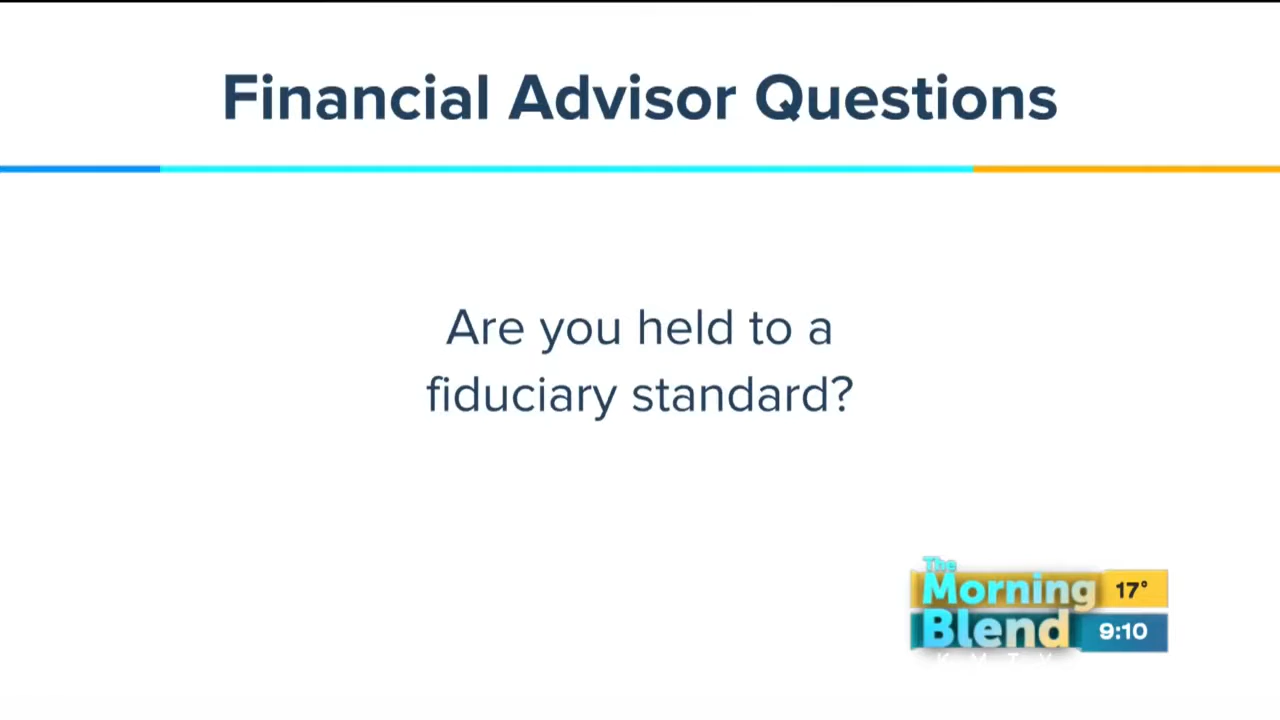 Financial Advisor Questions
Are you held to a
fiduciary standard?
The
Morning 17°
Blend 9:10